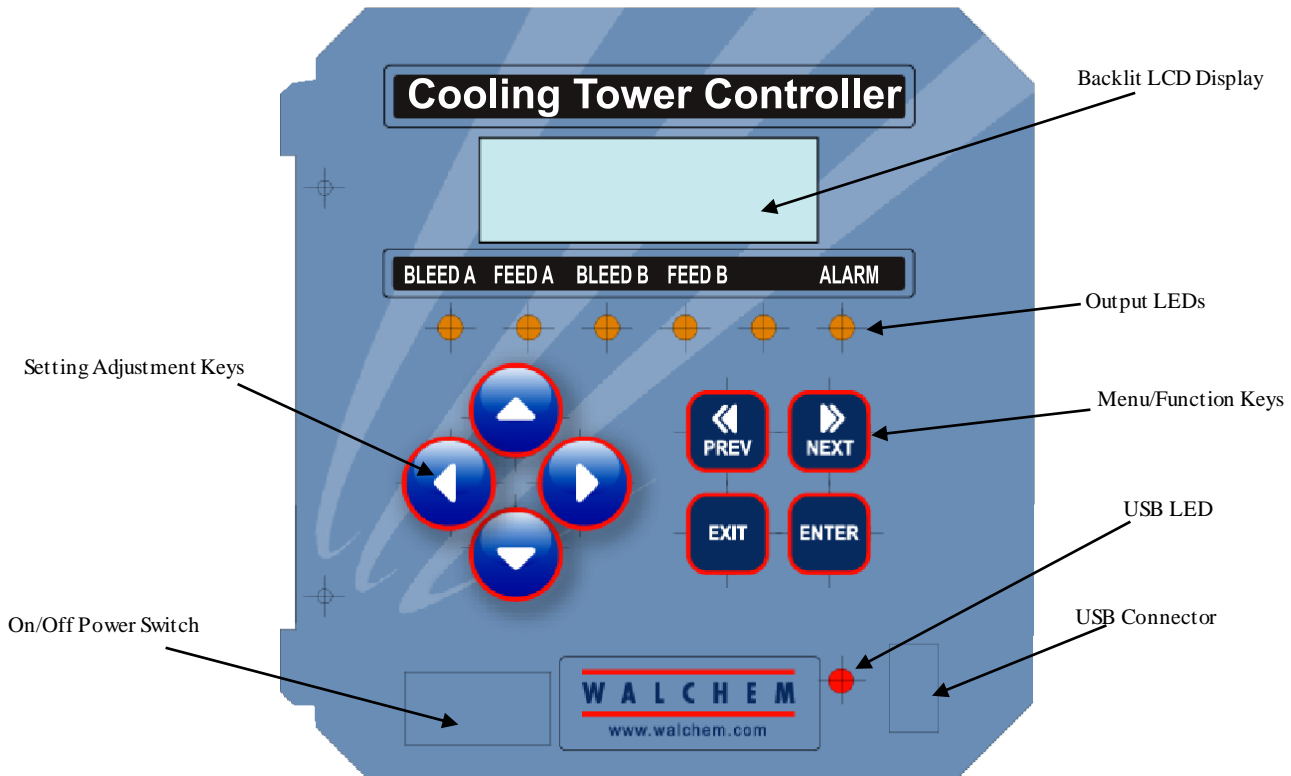 Backlit LCD Display
Cooling Tower Controller
BLEED A FEED A BLEED B FEED B ALARM
Output LEDs
Setting Adjustment Keys
Menu/Function Keys
PREV NEXT
USB LED
EXIT ENTER
On/Off Power Switch
USB Connector
WALCHEM
www.walchem.com